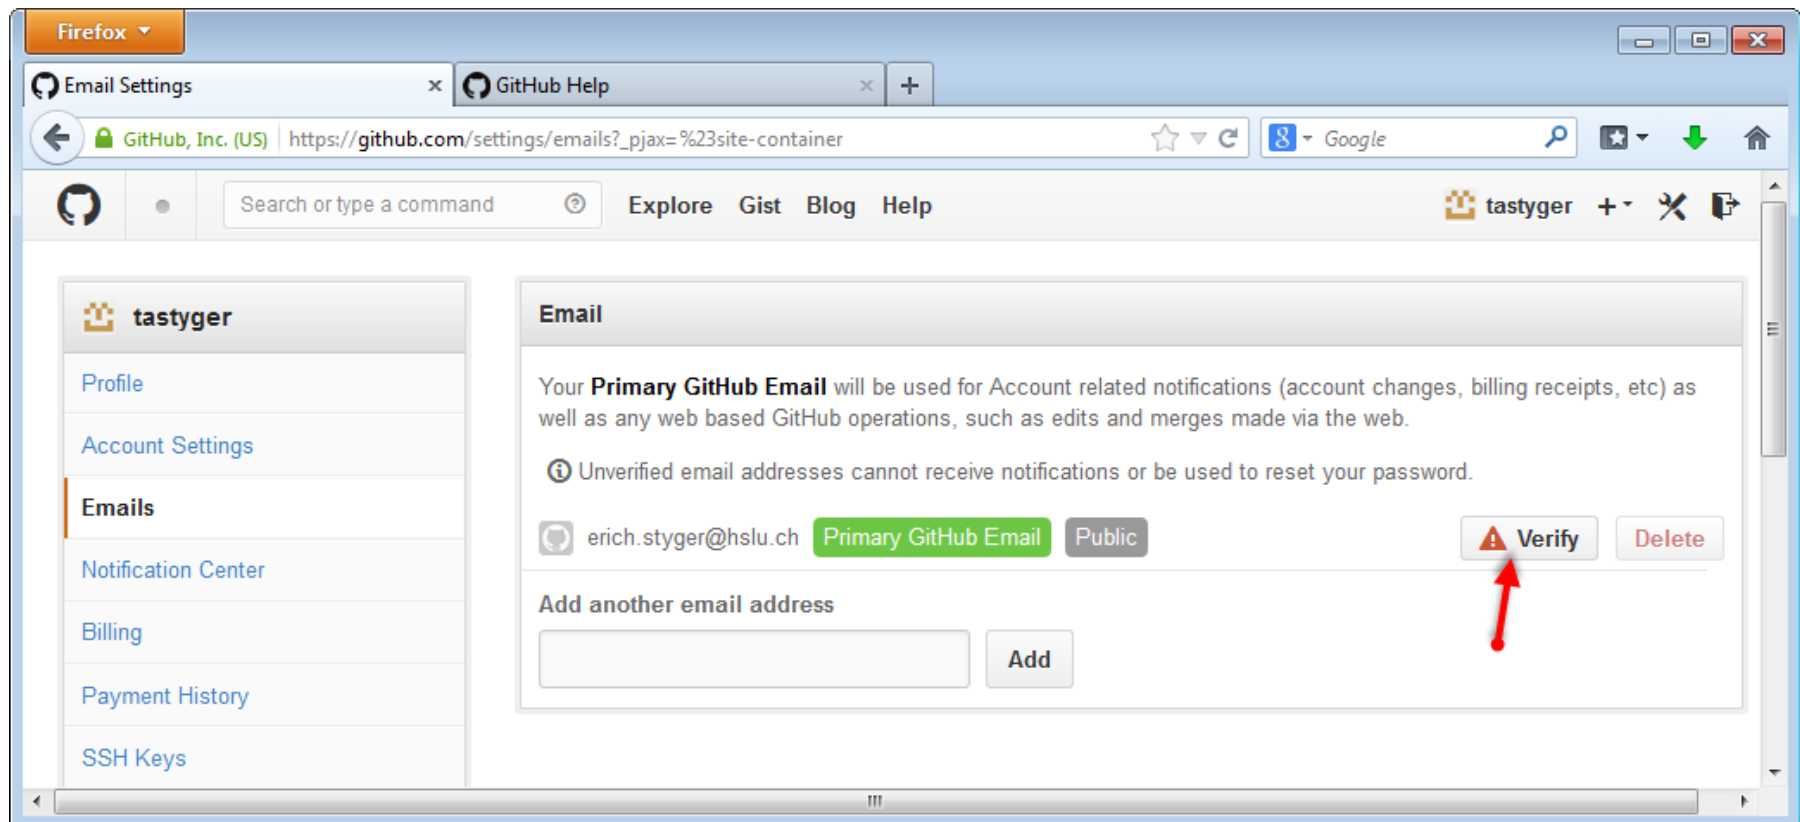 Firefox
Email Settings
GitHub Help
GitHub, Inc. (US)
https://github.com/settings/emails?_pjax=%23site-container
8
Google
Search or type a command
Explore Gist Blog Help
tastyger
tastyger
Profile
Account Settings
Emails
Notification Center
Billing
Payment History
SSH Keys
Email
Your Primary GitHub Email will be used for Account related notifications (account changes, billing receipts, etc) as
well as any web based GitHub operations, such as edits and merges made via the web.
Unverified email addresses cannot receive notifications or be used to reset your password.
erich.styger@hslu.ch Primary GitHub Email Public Verify Delete
Add another email address
Add